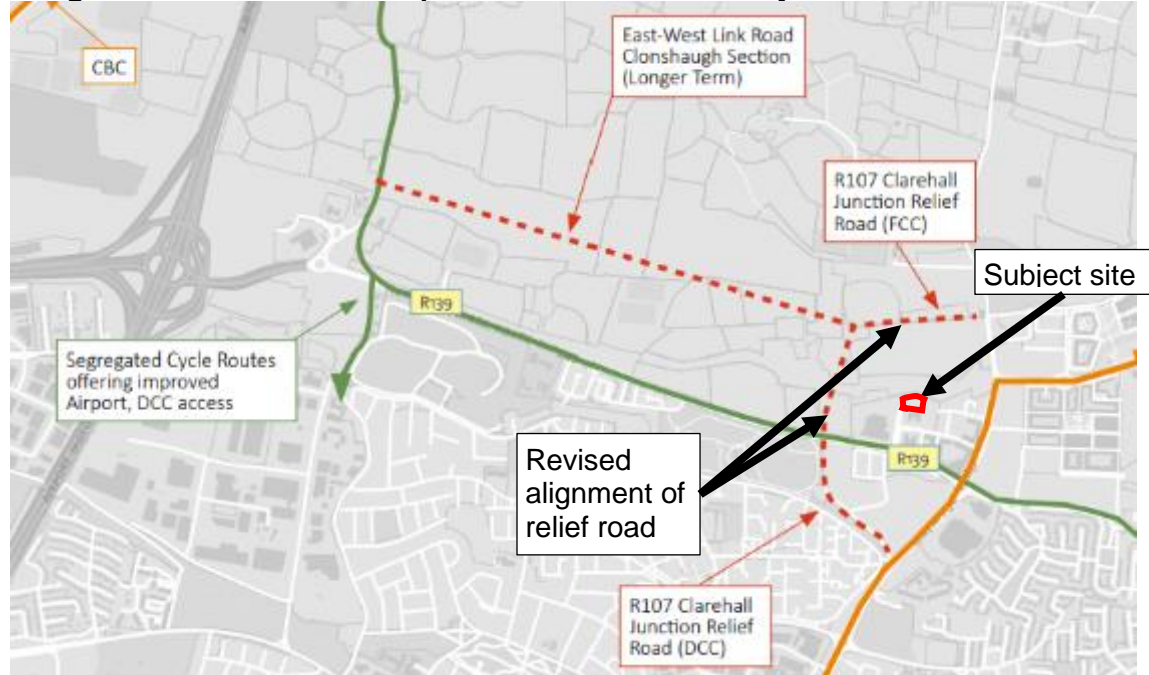 CBC
East-West Link Road
Clonshaugh Section
(Longer Term)
R107 Clarehall
Junction Relief
Road (FCC)
Subject site
R139
Segregated Cycle Routes
offering improved
Airport, DCC access
Revised
alignment of
relief road
R139
R107 Clarehall
Junction Relief
Road (DCC)